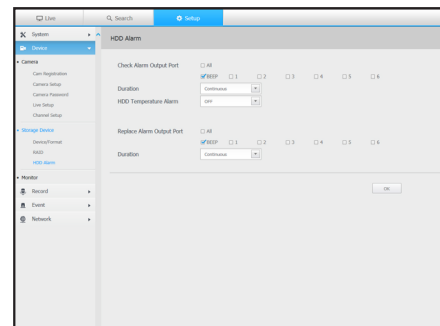 Live
Search
Setup
System
Device
Camera
Cam Registration
Camera Setup
Camera Password
Live Setup
Channel Setup
Storage Device
Device/Format
RAID
HDD Alarm
Monitor
Record
Event
Network
HDD Alarm
Check Alarm Output Port All
BEEP 1 2 3 4 5 6
Duration Continuous
HDD Temperature Alarm OFF
Replace Alarm Output Port All
BEEP 1 2 3 4 5 6
Duration Continuous
OK